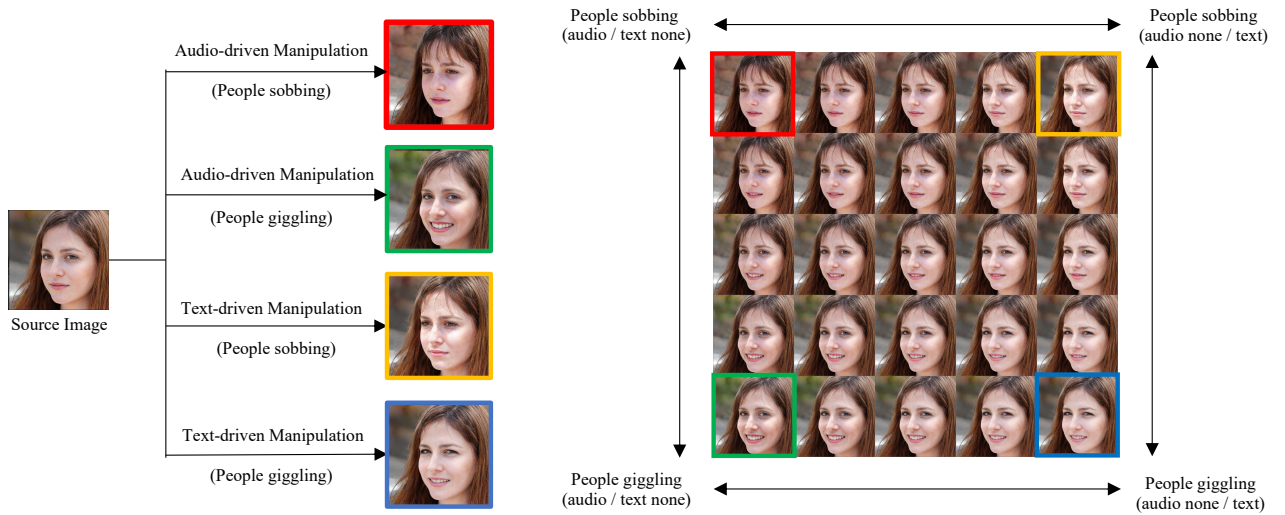 Audio-driven Manipulation
(People sobbing)
Audio-driven Manipulation
(People giggling)
Source Image
Text-driven Manipulation
(People sobbing)
Text-driven Manipulation
(People giggling)
People sobbing
(audio / text none)
People sobbing
(audio none / text)
People giggling
(audio / text none)
People giggling
(audio none / text)